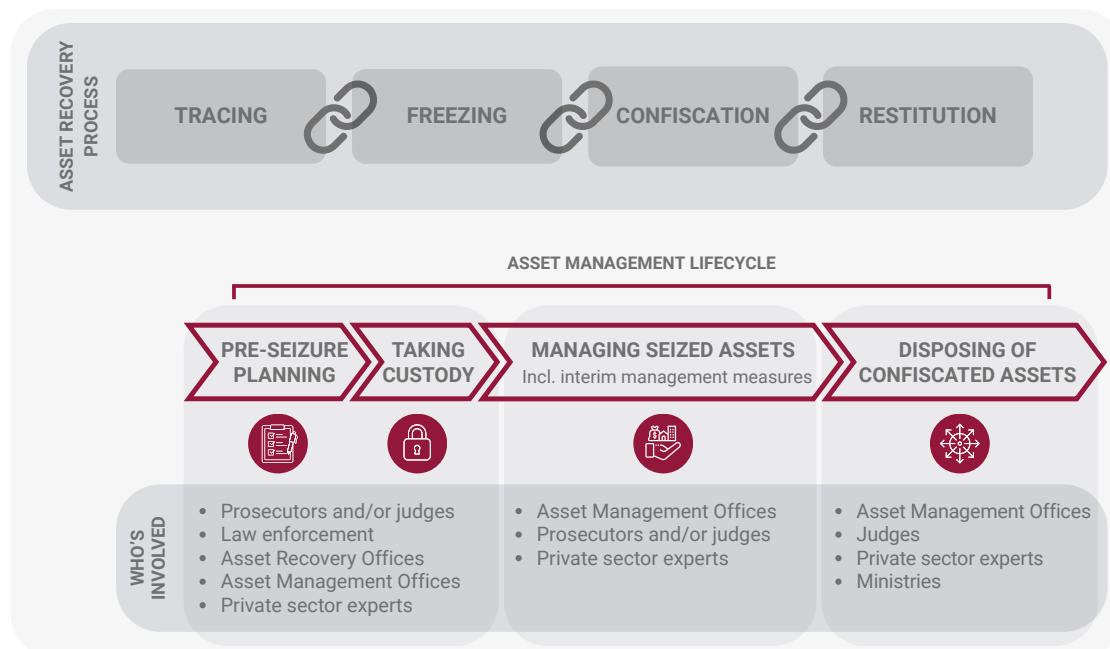 ASSET RECOVERY
PROCESS
TRACING
FREEZING
CONFISCATION
RESTITUTION
ASSET MANAGEMENT LIFECYCLE
PRE-SEIZURE
PLANNING
TAKING
CUSTODY
MANAGING SEIZED ASSETS
Incl. interim management measures
DISPOSING OF
CONFISCATED ASSETS
WHO'S
INVOLVED
• Prosecutors and/or judges
• Law enforcement
• Asset Recovery Offices
• Asset Management Offices
• Private sector experts
• Asset Management Offices
• Prosecutors and/or judges
• Private sector experts
• Asset Management Offices
• Judges
• Private sector experts
• Ministries